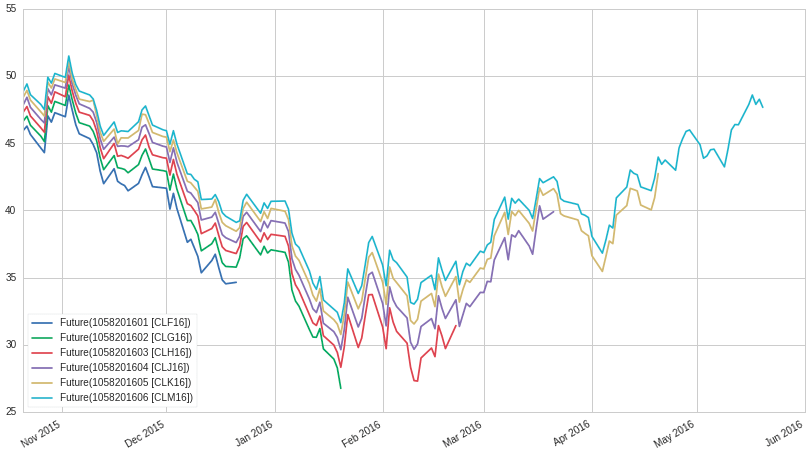 55
50
45
40
35
30
25
Future(1058201601 [CLF16])
Future(1058201602 [CLG16])
Future(1058201603 [CLH16])
Future(1058201604 [CLJ16])
Future(1058201605 [CLK16])
Future(1058201606 [CLM16])
Nov 2015
Dec 2015
Jan 2016
Feb 2016
Mar 2016
Apr 2016
May 2016
Jun 2016